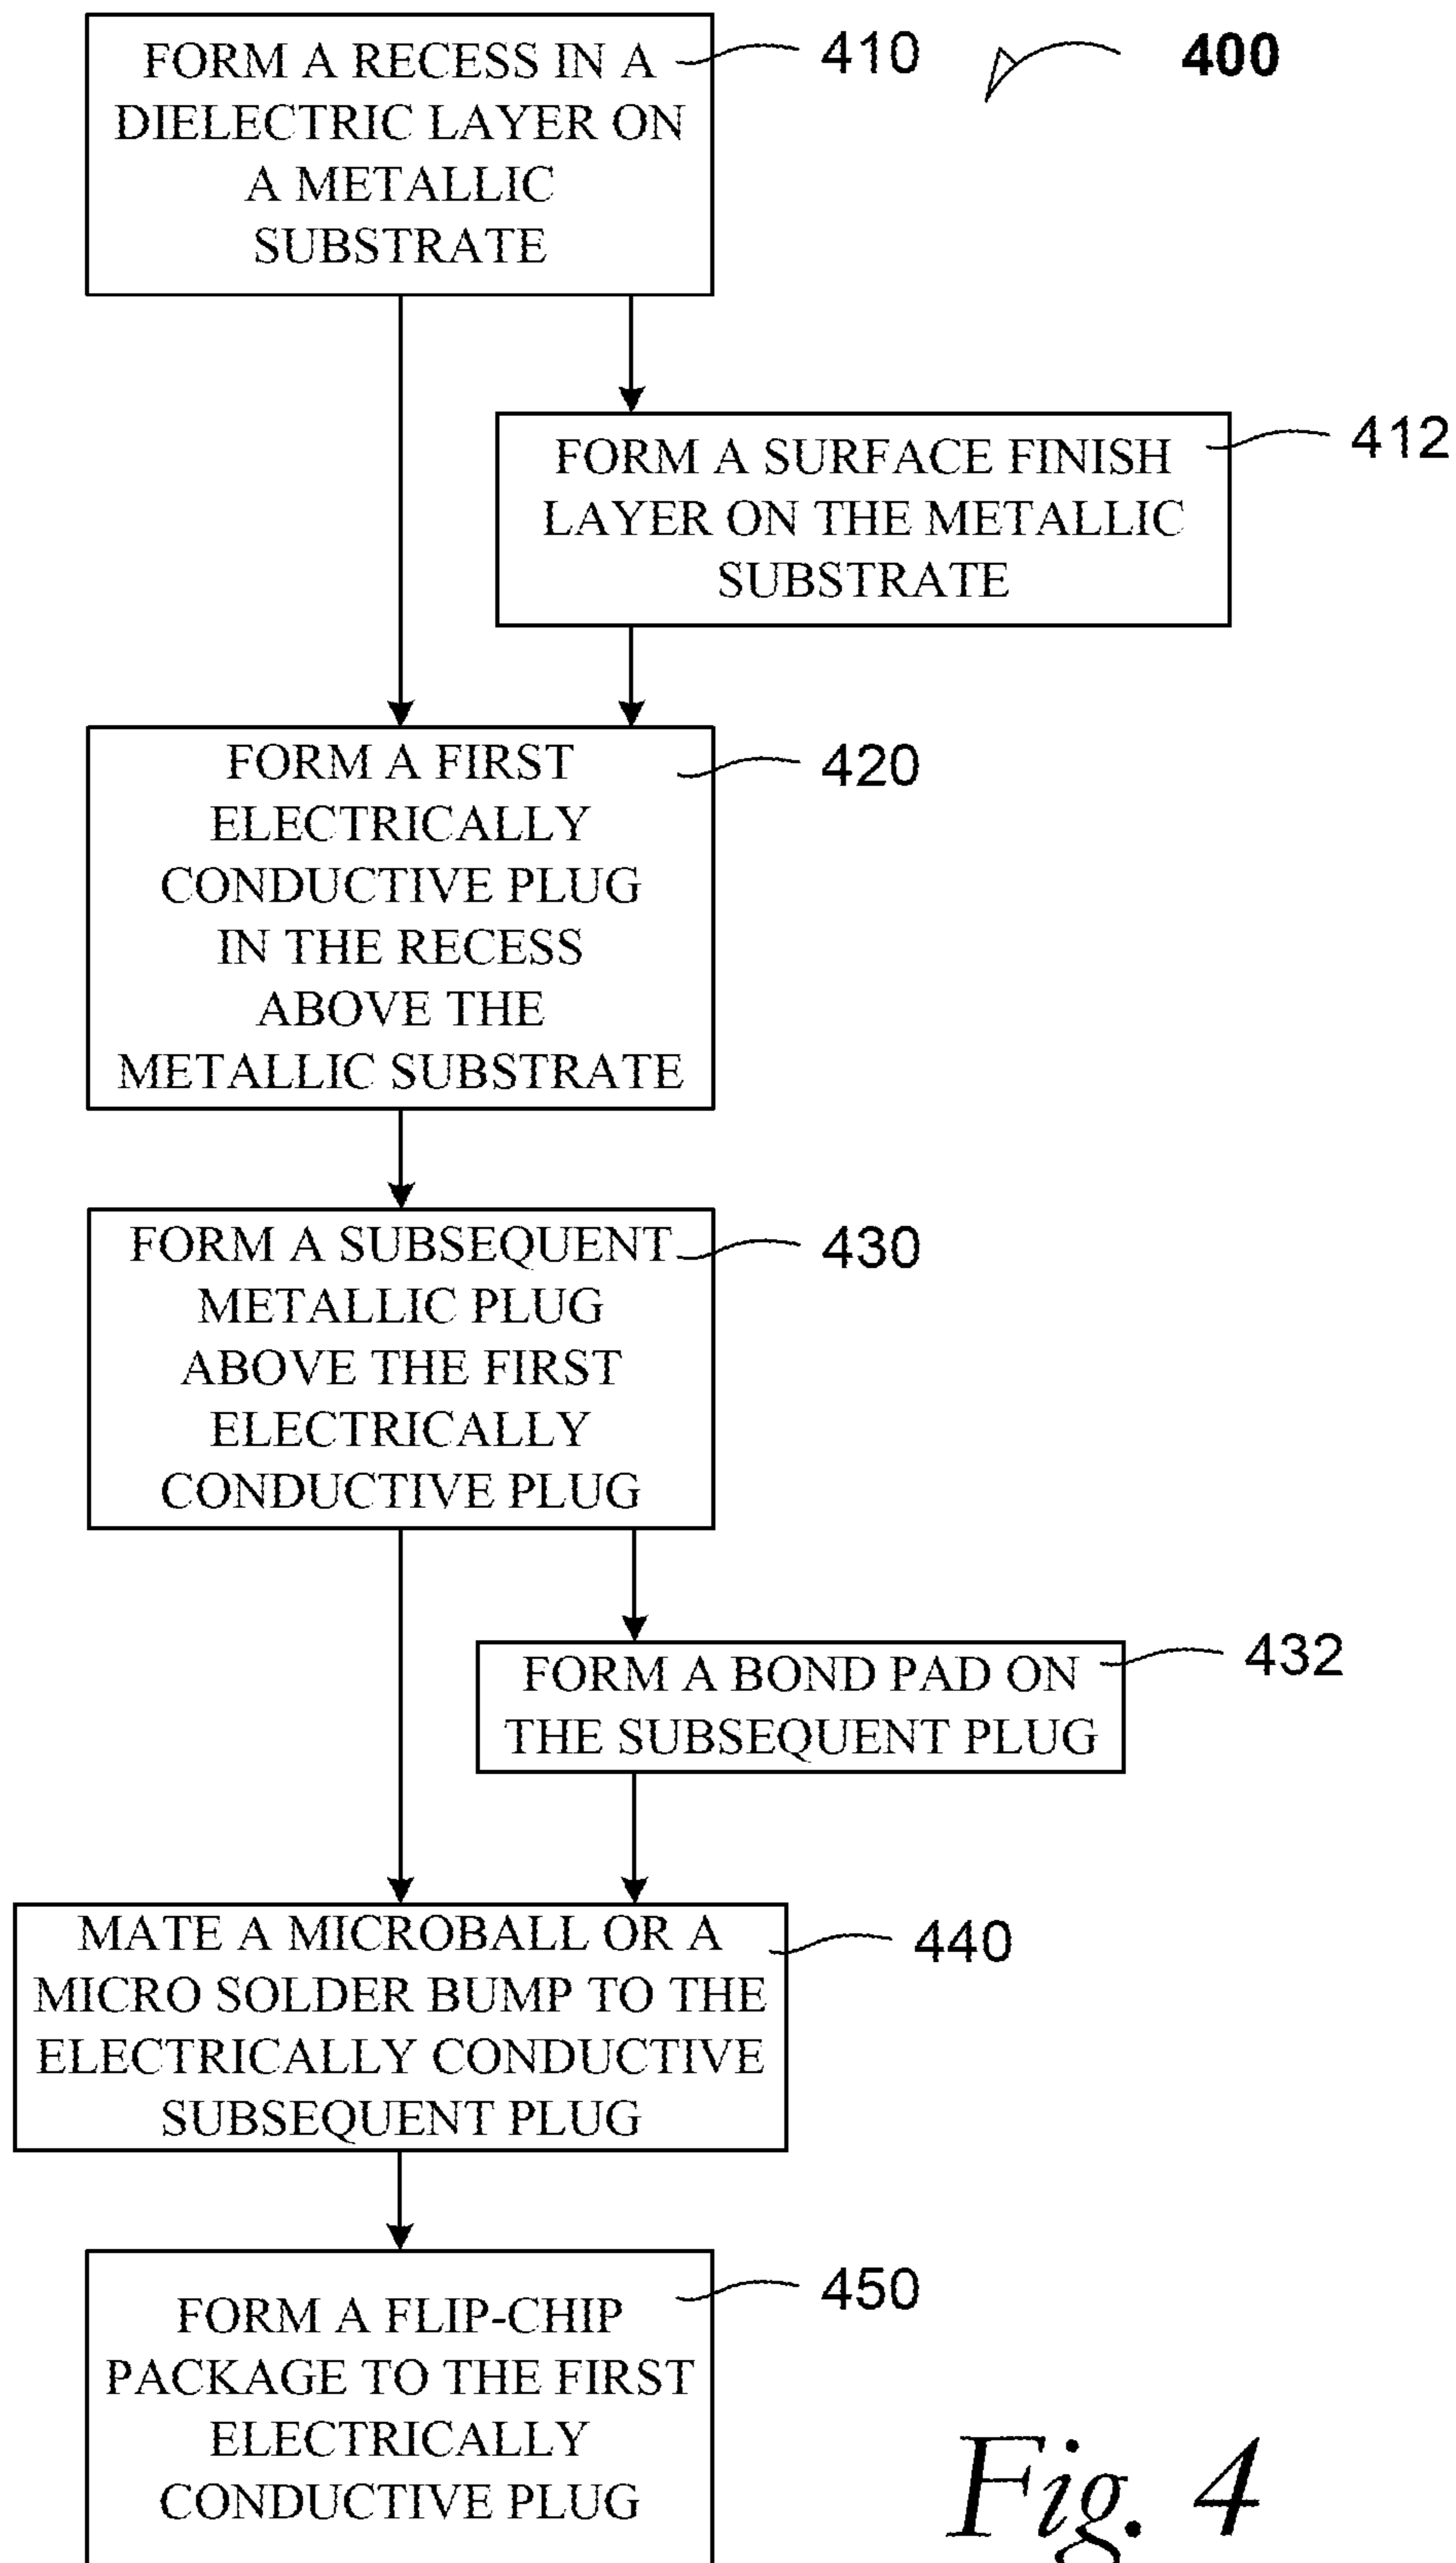 FORM A RECESS IN A
DIELECTRIC LAYER ON
A METALLIC
SUBSTRATE
410
400
FORM A SURFACE FINISH
LAYER ON THE METALLIC
SUBSTRATE
412
FORM A FIRST
ELECTRICALLY
CONDUCTIVE PLUG
IN THE RECESS
ABOVE THE
METALLIC SUBSTRATE
420
FORM A SUBSEQUENT
METALLIC PLUG
ABOVE THE FIRST
ELECTRICALLY
CONDUCTIVE PLUG
430
FORM A BOND PAD ON
THE SUBSEQUENT PLUG
432
MATE A MICROBALL OR A
MICRO SOLDER BUMP TO THE
ELECTRICALLY CONDUCTIVE
SUBSEQUENT PLUG
440
FORM A FLIP-CHIP
PACKAGE TO THE FIRST
ELECTRICALLY
CONDUCTIVE PLUG
450
Fig. 4